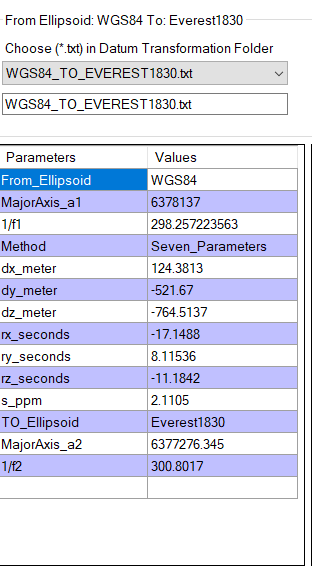 From Ellipsoid: WGS84 To: Everest1830
Choose (*.txt) in Datum Transformation Folder
WGS84_TO_EVEREST1830.txt
WGS84_TO_EVEREST1830.txt
Parameters Values
From_Ellipsoid WGS84
MajorAxis_a1 6378137
1/f1 298.257223563
Method Seven_Parameters
dx_meter 124.3813
dy_meter -521.67
dz_meter -764.5137
rx_seconds -17.1488
ry_seconds 8.11536
rz_seconds -11.1842
s_ppm 2.1105
TO_Ellipsoid Everest1830
MajorAxis_a2 6377276.345
1/f2 300.8017